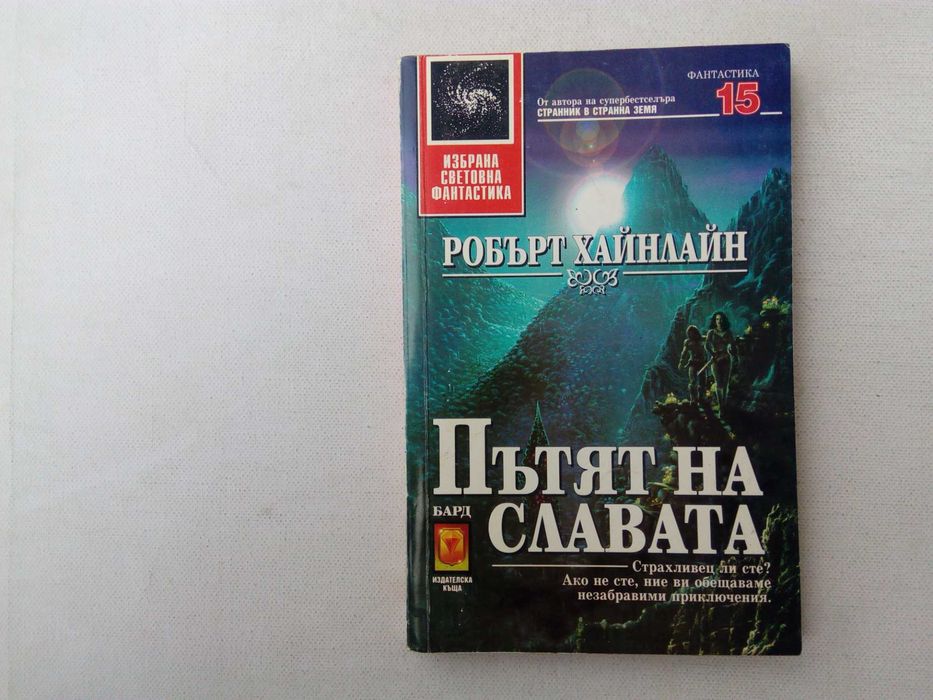 ФАНТАСТИКА
15
От автора на супербестселъра
СТРАННИК В СТРАННА ЗЕМЯ
ИЗБРАНА
СВЕТОВНА
ФАНТАСТИКА
РОБЪРТ ХАЙНЛАЙН
ПЪТЯТ НА
СЛАВАТА
БАРД
ИЗДАТЕЛСКА
КЪЩА
Страхливец ли сте?
Ако не сте, ние ви обещаваме
незабравими приключения.